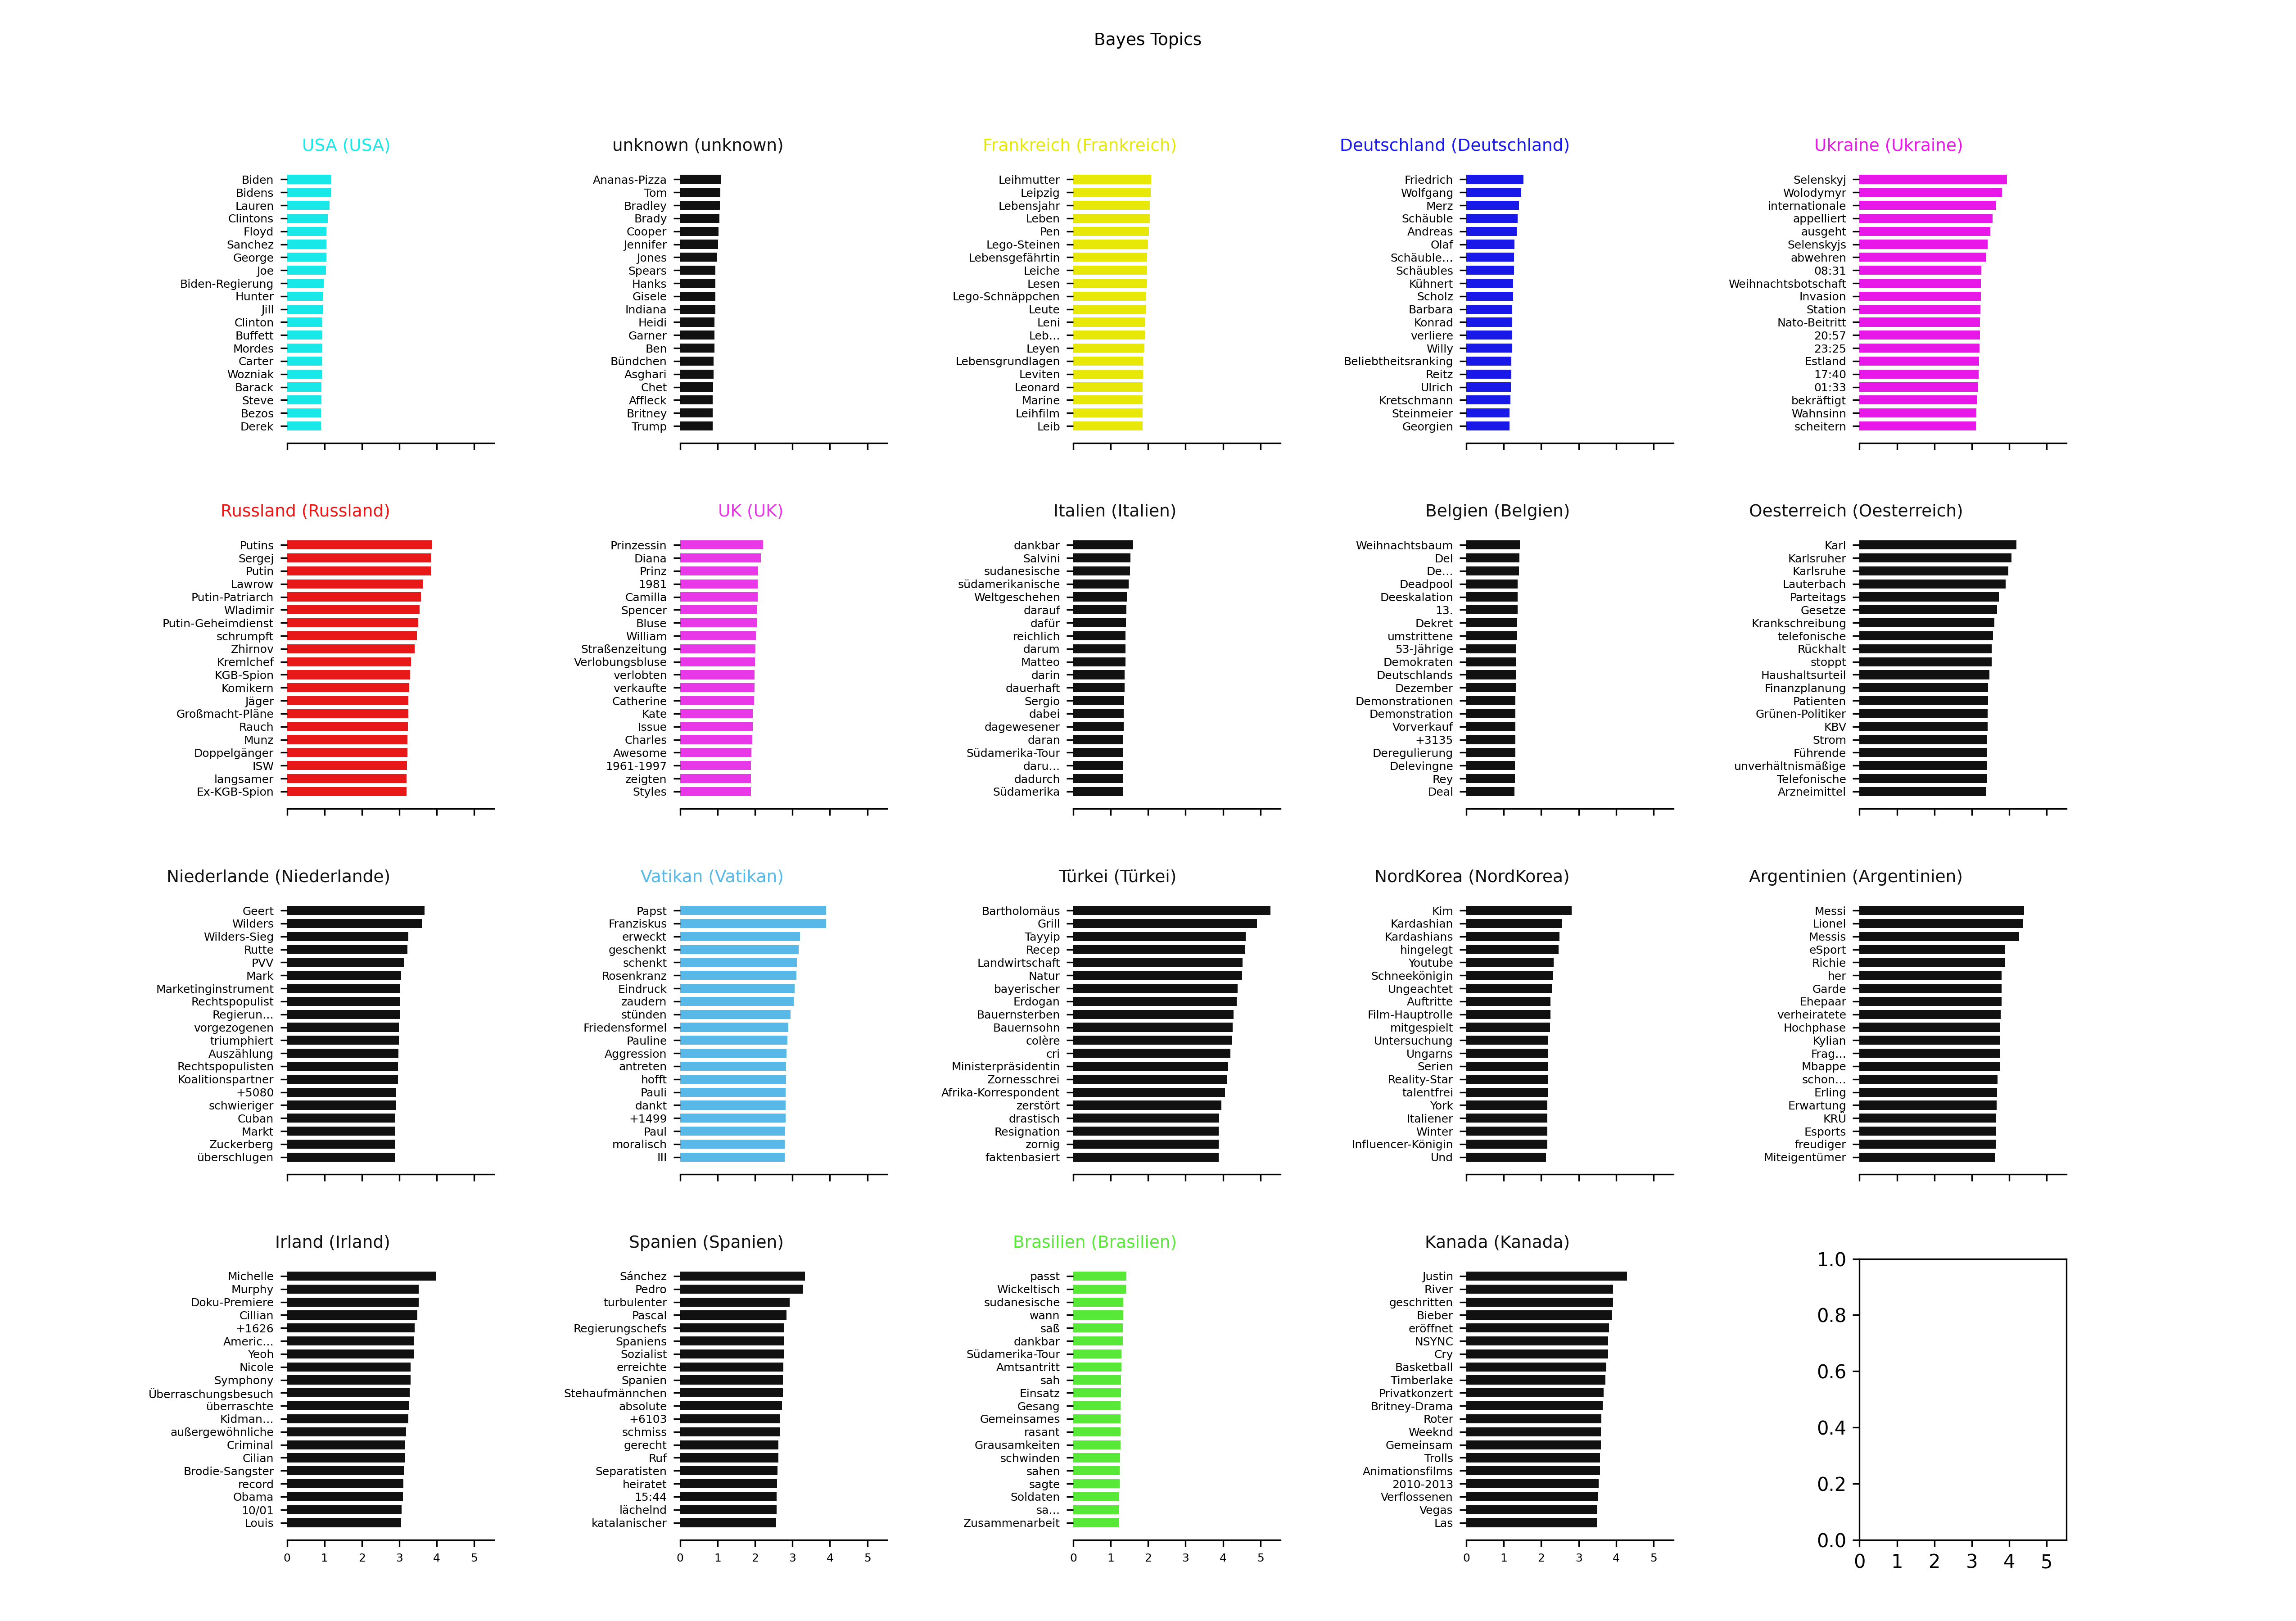 Bayes Topics
USA (USA)
Biden
Bidens
Lauren
Clintons
Floyd
Sanchez
George
Joe
Biden-Regierung
Hunter
Jill
Clinton
Buffett
Mordes
Carter
Wozniak
Barack
Steve
Bezos
Derek
unknown (unknown)
Ananas-Pizza
Tom
Bradley
Brady
Cooper
Jennifer
Jones
Spears
Hanks
Gisele
Indiana
Heidi
Garner
Ben
Bündchen
Asghari
Chet
Affleck
Britney
Trump
Frankreich (Frankreich)
Leihmutter
Leipzig
Lebensjahr
Leben
Pen
Lego-Steinen
Lebensgefährtin
Leiche
Lesen
Lego-Schnäppchen
Leute
Leni
Leb...
Leyen
Lebensgrundlagen
Leviten
Leonard
Marine
Leihfilm
Leib
Deutschland (Deutschland)
Friedrich
Wolfgang
Merz
Schäuble
Andreas
Olaf
Schäuble...
Schäubles
Kühnert
Scholz
Barbara
Konrad
verliere
Willy
Beliebtheitsranking
Reitz
Ulrich
Kretschmann
Steinmeier
Georgien
Ukraine (Ukraine)
Selenskyj
Wolodymyr
internationale
appelliert
ausgeht
Selenskyjs
abwehren
08:31
Weihnachtsbotschaft
Invasion
Station
Nato-Beitritt
20:57
23:25
Estland
17:40
01:33
bekräftigt
Wahnsinn
scheitern
Russland (Russland)
Putins
Sergej
Putin
Lawrow
Putin-Patriarch
Wladimir
Putin-Geheimdienst
schrumpft
Zhirnov
Kremlchef
KGB-Spion
Komikern
Jäger
Großmacht-Pläne
Rauch
Munz
Doppelgänger
ISW
langsamer
Ex-KGB-Spion
UK (UK)
Prinzessin
Diana
Prinz
1981
Camilla
Spencer
Bluse
William
Straßenzeitung
Verlobungsbluse
verlobten
verkaufte
Catherine
Kate
Issue
Charles
Awesome
1961-1997
zeigten
Styles
Italien (Italien)
dankbar
Salvini
sudanesische
südamerikanische
Weltgeschehen
darauf
dafür
reichlich
darum
Matteo
darin
dauerhaft
Sergio
dabei
dagewesener
daran
Südamerika-Tour
daru...
dadurch
Südamerika
Belgien (Belgien)
Weihnachtsbaum
Del
De...
Deadpool
Deeskalation
13.
Dekret
umstrittene
53-Jährige
Demokraten
Deutschlands
Dezember
Demonstrationen
Demonstration
Vorverkauf
+3135
Deregulierung
Delevingne
Rey
Deal
Oesterreich (Oesterreich)
Karl
Karlsruher
Karlsruhe
Lauterbach
Parteitags
Gesetze
Krankschreibung
telefonische
Rückhalt
stoppt
Haushaltsurteil
Finanzplanung
Patienten
Grünen-Politiker
KBV
Strom
Führende
unverhältnismäßige
Telefonische
Arzneimittel
Niederlande (Niederlande)
Geert
Wilders
Wilders-Sieg
Rutte
PVV
Mark
Marketinginstrument
Rechtspopulist
Regierun...
vorgezogenen
triumphiert
Auszählung
Rechtspopulisten
Koalitionspartner
+5080
schwieriger
Cuban
Markt
Zuckerberg
überschlugen
Vatikan (Vatikan)
Papst
Franziskus
erweckt
geschenkt
schenkt
Rosenkranz
Eindruck
zaudern
stünden
Friedensformel
Pauline
Aggression
antreten
hofft
Pauli
dankt
+1499
Paul
moralisch
III
Türkei (Türkei)
Bartholomäus
Grill
Tayyip
Recep
Landwirtschaft
Natur
bayerischer
Erdogan
Bauernsterben
Bauernsohn
colère
cri
Ministerpräsidentin
Zornesschrei
Afrika-Korrespondent
zerstört
drastisch
Resignation
zornig
faktenbasiert
NordKorea (NordKorea)
Kim
Kardashian
Kardashians
hingelegt
Youtube
Schneekönigin
Ungeachtet
Auftritte
Film-Hauptrolle
mitgespielt
Untersuchung
Ungarns
Serien
Reality-Star
talentfrei
York
Italiener
Winter
Influencer-Königin
Und
Argentinien (Argentinien)
Messi
Lionel
Messis
eSport
Richie
her
Garde
Ehepaar
verheiratete
Hochphase
Kylian
Frag...
Mbappe
schon...
Erling
Erwartung
KRÜ
Esports
freudiger
Miteigentümer
Irland (Irland)
Michelle
Murphy
Doku-Premiere
Cillian
+1626
Americ...
Yeoh
Nicole
Symphony
Überraschungsbesuch
überraschte
Kidman...
außergewöhnliche
Criminal
Cilian
Brodie-Sangster
record
Obama
10/01
Louis
0 1 2 3 4 5
Spanien (Spanien)
Sánchez
Pedro
turbulenter
Pascal
Regierungschefs
Spaniens
Sozialist
erreichte
Spanien
Stehaufmännchen
absolute
+6103
schmiss
gerecht
Ruf
Separatisten
heiratet
15:44
lächelnd
katalanischer
0 1 2 3 4 5
Brasilien (Brasilien)
passt
Wickeltisch
sudanesische
wann
saß
dankbar
Südamerika-Tour
Amtsantritt
sah
Einsatz
Gesang
Gemeinsames
rasant
Grausamkeiten
schwinden
sahen
sagte
Soldaten
sa...
Zusammenarbeit
0 1 2 3 4 5
Kanada (Kanada)
Justin
River
geschritten
Bieber
eröffnet
NSYNC
Cry
Basketball
Timberlake
Privatkonzert
Britney-Drama
Roter
Weeknd
Gemeinsam
Trolls
Animationsfilms
2010-2013
Verflossenen
Vegas
Las
0 1 2 3 4 5
1.0
0.8
0.6
0.4
0.2
0.0
0 1 2 3 4 5